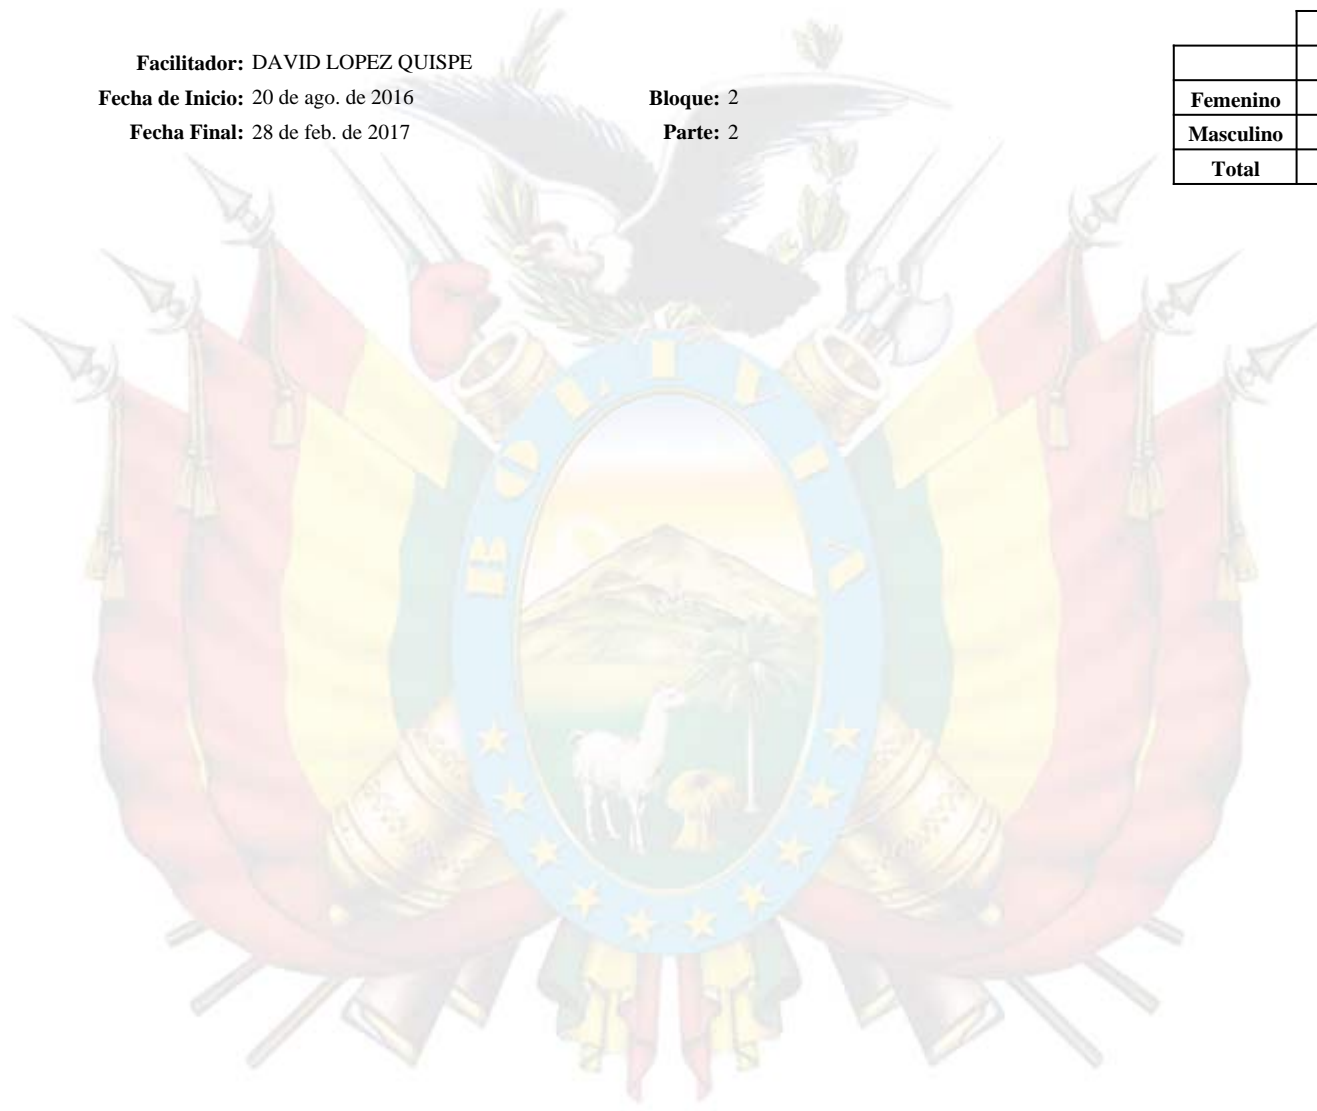 Facilitador: DAVID LOPEZ QUISPE
Fecha de Inicio: 20 de ago. de 2016 Bloque: 2
Fecha Final: 28 de feb. de 2017 Parte: 2
Femenino
Masculino
Total
BOLIVIA